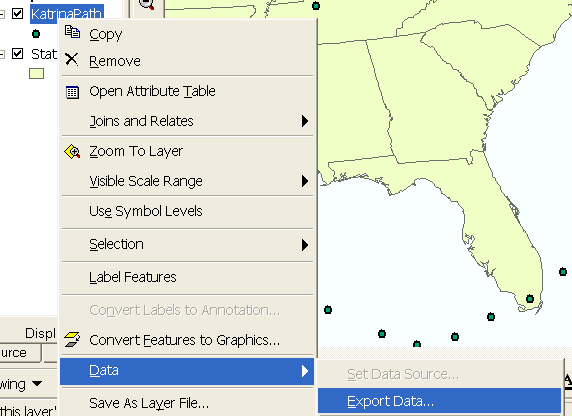 KatrinaPath
Stat
Copy
Remove
Open Attribute Table
Joins and Relates
Zoom To Layer
Visible Scale Range
Use Symbol Levels
Selection
Label Features
Convert Labels to Annotation...
Convert Features to Graphics...
Displ
urce
Data
Set Data Source...
wing
Export Data...
A
this layer'
Save As Layer File...